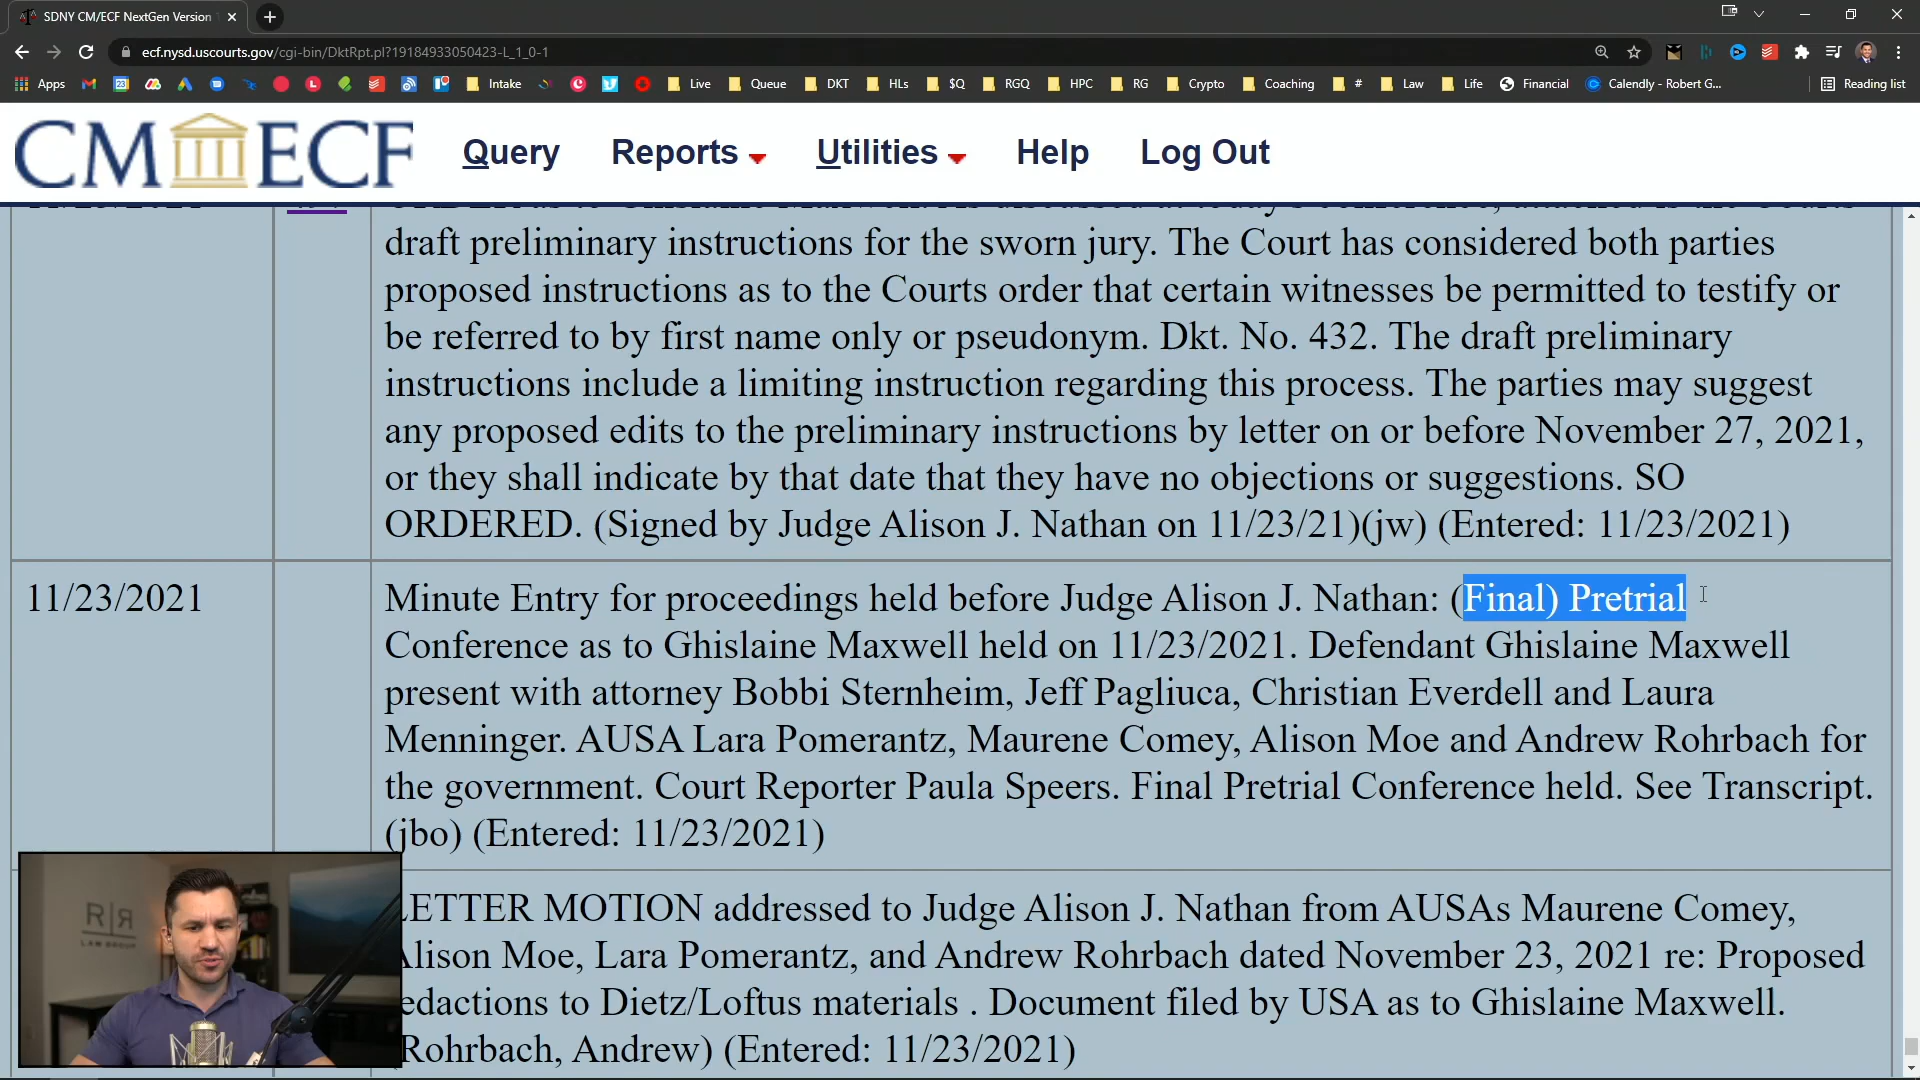 SDNY CM/ECF NextGen Version
ecf.nysd.uscourts.gov/cgi-bin/DktRpt.pl?19184933050423-L_1_0-1
Apps Intake Live Queue DKT HLs $Q RGQ HPC RG Crypto Coaching # Law Life Financial Calendly - Robert G... Reading list
CM ECF Query Reports Utilities Help Log Out
draft preliminary instructions for the sworn jury. The Court has considered both parties
proposed instructions as to the Courts order that certain witnesses be permitted to testify or
be referred to by first name only or pseudonym. Dkt. No. 432. The draft preliminary
instructions include a limiting instruction regarding this process. The parties may suggest
any proposed edits to the preliminary instructions by letter on or before November 27, 2021,
or they shall indicate by that date that they have no objections or suggestions. SO
ORDERED. (Signed by Judge Alison J. Nathan on 11/23/21)(jw) (Entered: 11/23/2021)
11/23/2021 Minute Entry for proceedings held before Judge Alison J. Nathan: (Final) Pretrial
Conference as to Ghislaine Maxwell held on 11/23/2021. Defendant Ghislaine Maxwell
present with attorney Bobbi Sternheim, Jeff Pagliuca, Christian Everdell and Laura
Menninger. AUSA Lara Pomerantz, Maurene Comey, Alison Moe and Andrew Rohrbach for
the government. Court Reporter Paula Speers. Final Pretrial Conference held. See Transcript.
(jbo) (Entered: 11/23/2021)
LETTER MOTION addressed to Judge Alison J. Nathan from AUSAs Maurene Comey,
Alison Moe, Lara Pomerantz, and Andrew Rohrbach dated November 23, 2021 re: Proposed
edactions to Dietz/Loftus materials . Document filed by USA as to Ghislaine Maxwell.
(Rohrbach, Andrew) (Entered: 11/23/2021)
R|R
LAW GROUP